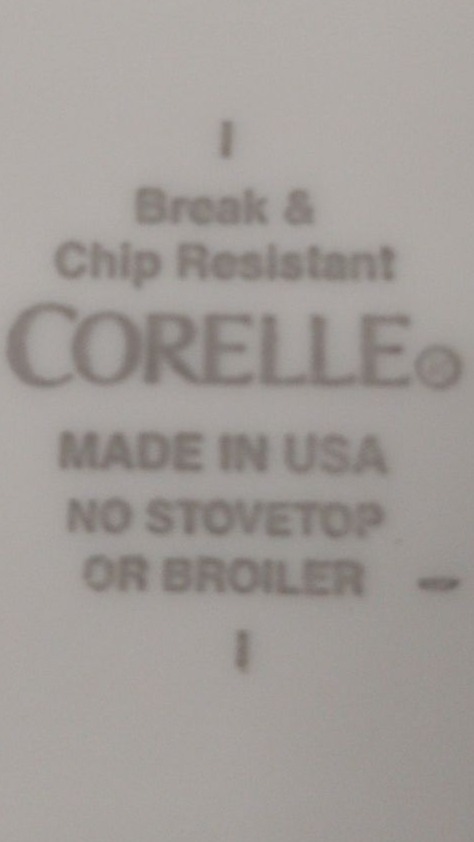 Break &
Chip Resistant
CORELLE®
MADE IN USA
NO STOVETOP
OR BROILER